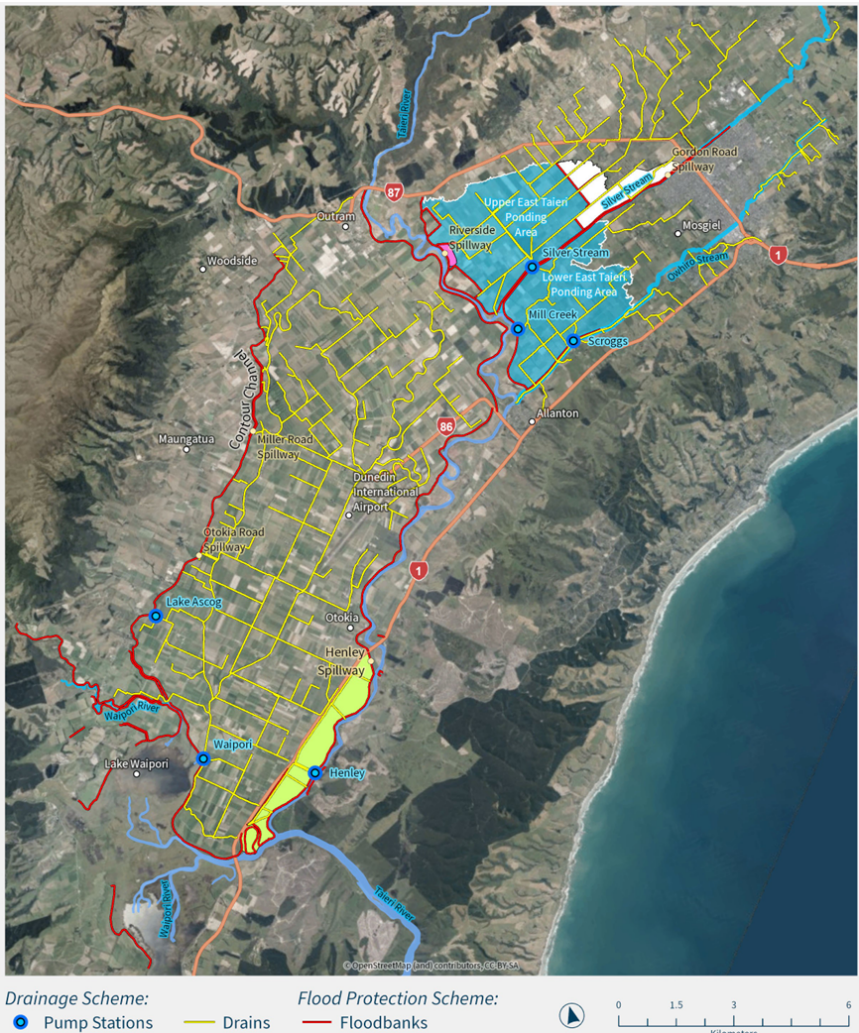 Taieri River
87
Outram
Woodside
Upper East Taieri
Ponding
Area
Riverside
Spillway
Silver Stream
Gordon Road
Spillway
Mosgiel
1
Owhiro Stream
Silver Stream
Lower East Taieri
Ponding Area
Mill Creek
Scroggs
Contour Channel
Allanton
86
Maungatua
Miller Road
Spillway
Dunedin
International
Airport
Otokia Road
Spillway
1
Lake Ascog
Otokia
Henley
Spillway
Waipori River
Waipori
Lake Waipori
Henley
Waipori River
Taieri River
© OpenStreetMap (and) contributors, CC-BY-SA
Drainage Scheme:
Flood Protection Scheme:
Pump Stations
Drains
Floodbanks
0 1.5 3 6
Kilometers